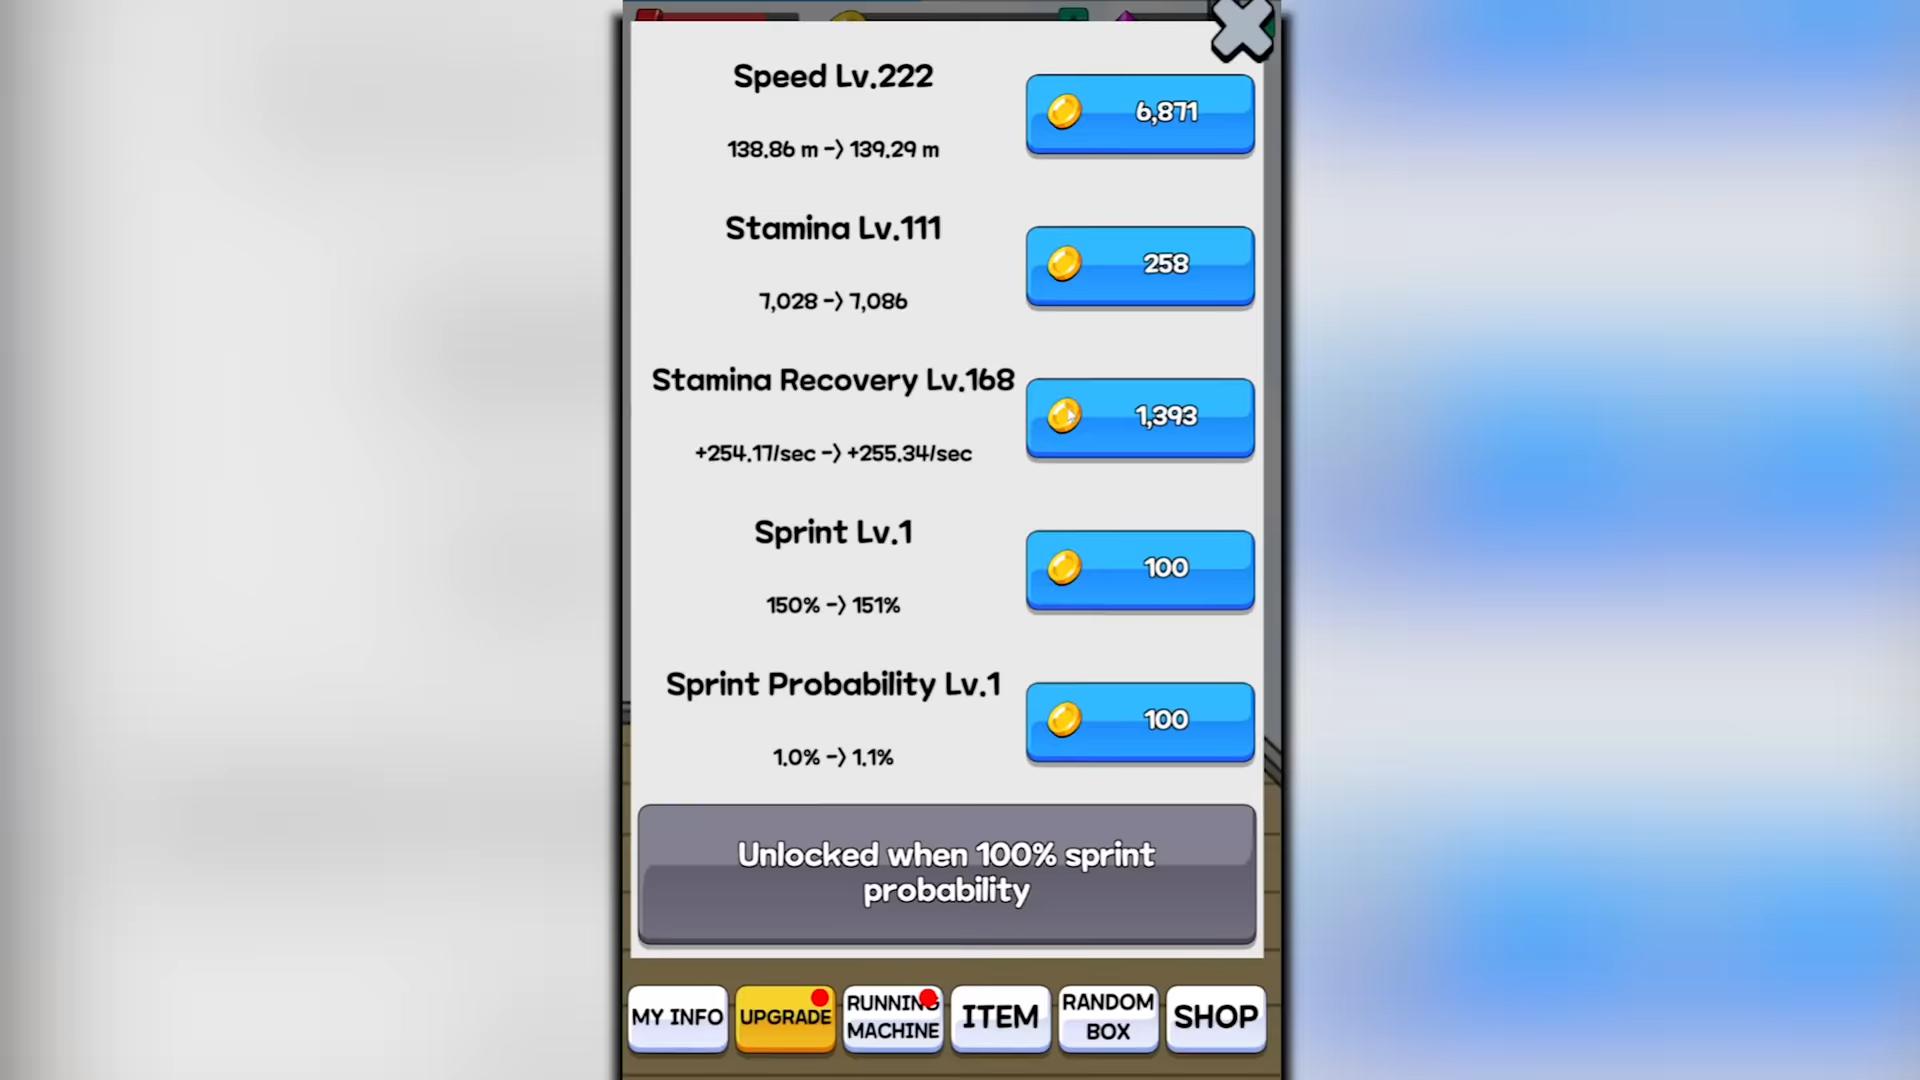 Speed Lv.222
6,871
138.86 m -> 139.29 m
Stamina Lv.111
258
7,028 -> 7,086
Stamina Recovery Lv.168
1,393
+254.17/sec -> +255.34/sec
Sprint Lv.1
100
150% -> 151%
Sprint Probability Lv.1
100
1.0% -> 1.1%
Unlocked when 100% sprint
probability
MY INFO
UPGRADE
RUNNING
MACHINE
ITEM
RANDOM
BOX
SHOP